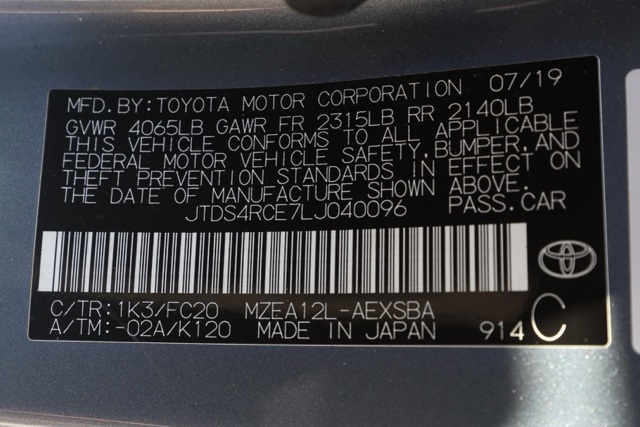 MFD.BY:TOYOTA MOTOR CORPORATION 07/19
GVWR 4065LB GAWR FR 2315LB RR 2140LB
THIS VEHICLE CONFORMS TO ALL APPLICABLE
FEDERAL MOTOR VEHICLE SAFETY,BUMPER,AND
THEFT PREVENTION STANDARDS IN EFFECT ON
THE DATE OF MANUFACTURE SHOWN ABOVE.
JTDS4RCE7LJ040096 PASS.CAR
C/TR:1K3/FC20 MZEA12L-AEXSBA
A/TM:-02A/K120 MADE IN JAPAN 914 C